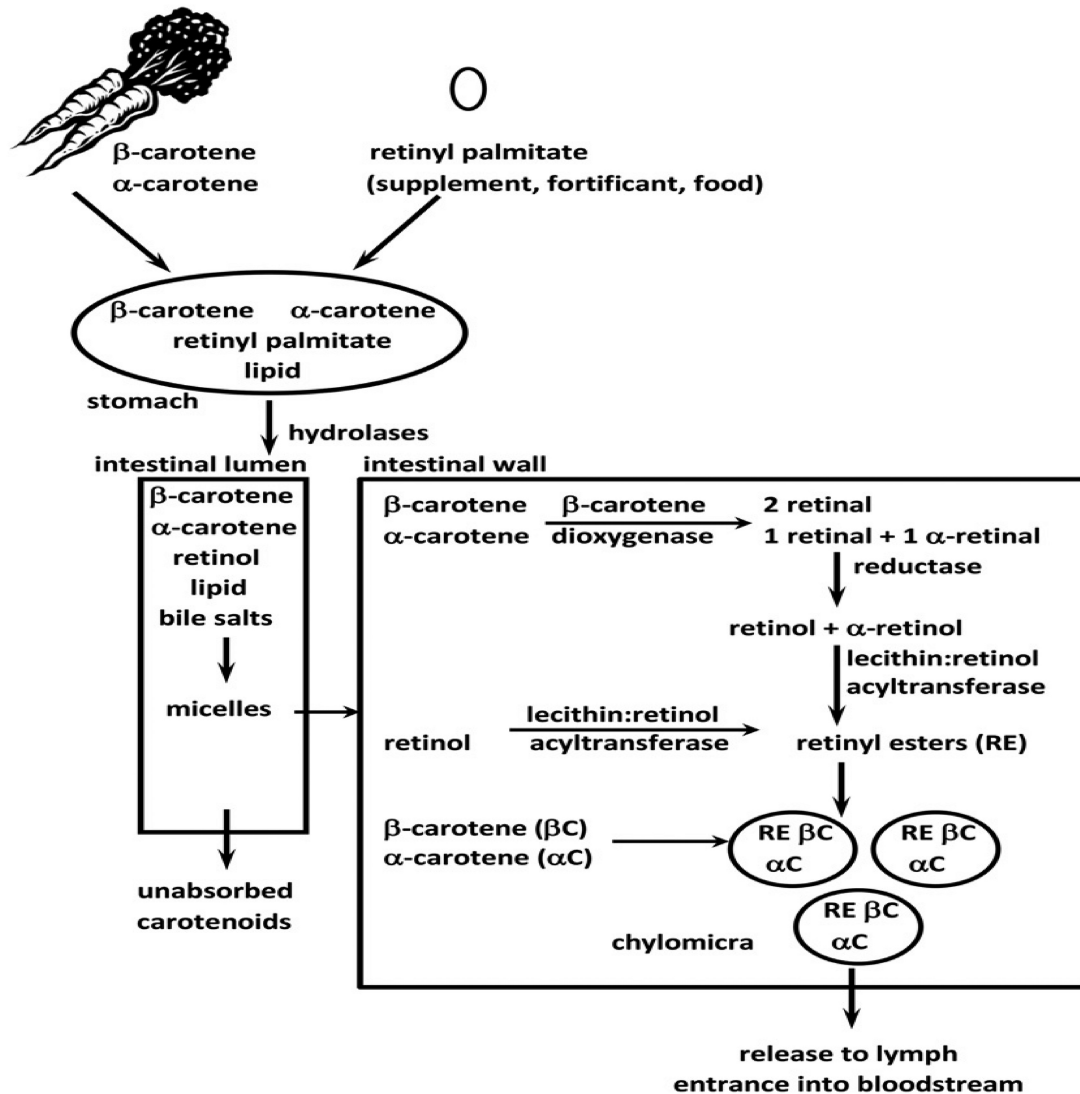 β-carotene
α-carotene
retinyl palmitate
(supplement, fortificant, food)
β-carotene α-carotene
retinyl palmitate
lipid
stomach
hydrolases
intestinal lumen
β-carotene
α-carotene
retinol
lipid
bile salts
micelles
unabsorbed
carotenoids
intestinal wall
β-carotene
α-carotene
β-carotene
dioxygenase
2 retinal
1 retinal + 1 α-retinal
reductase
retinol + α-retinol
lecithin:retinol
acyltransferase
retinol
lecithin:retinol
acyltransferase
retinyl esters (RE)
β-carotene (βC)
α-carotene (αC)
RE βC
αC
RE βC
αC
RE βC
αC
chylomicra
release to lymph
entrance into bloodstream